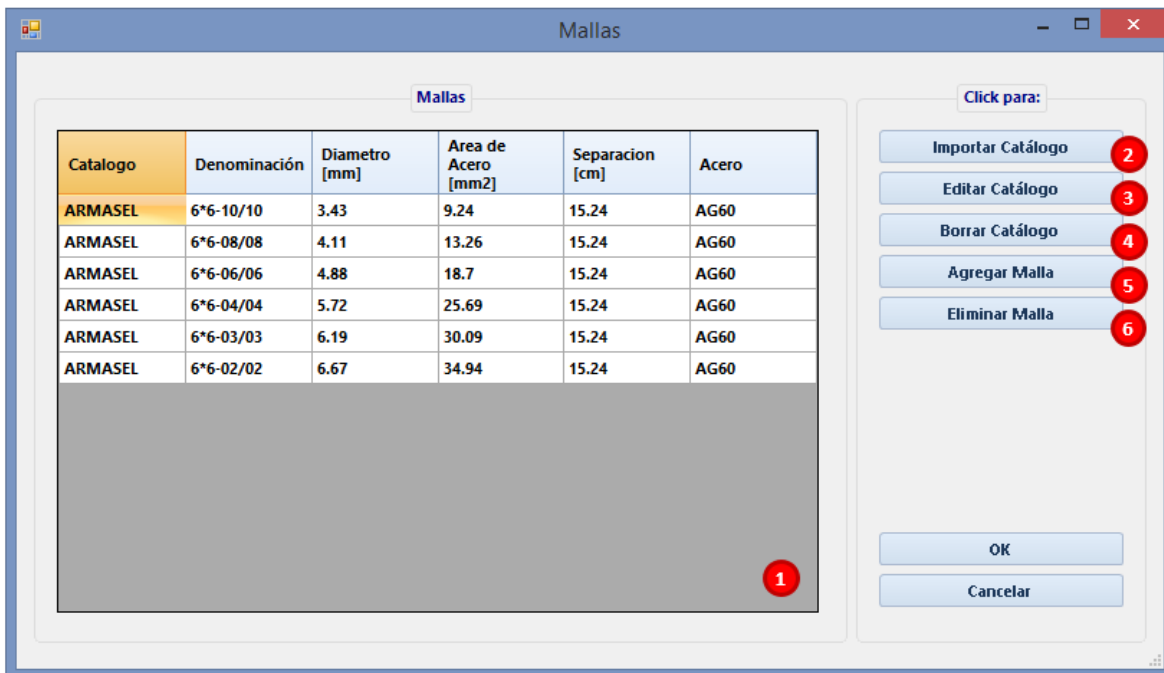 Mallas
Mallas
Click para:
Catalogo Denominación Diametro [mm] Area de Acero [mm2] Separacion [cm] Acero
ARMASEL 6*6-10/10 3.43 9.24 15.24 AG60
ARMASEL 6*6-08/08 4.11 13.26 15.24 AG60
ARMASEL 6*6-06/06 4.88 18.7 15.24 AG60
ARMASEL 6*6-04/04 5.72 25.69 15.24 AG60
ARMASEL 6*6-03/03 6.19 30.09 15.24 AG60
ARMASEL 6*6-02/02 6.67 34.94 15.24 AG60
1
Importar Catálogo 2
Editar Catálogo 3
Borrar Catálogo 4
Agregar Malla 5
Eliminar Malla 6
OK
Cancelar